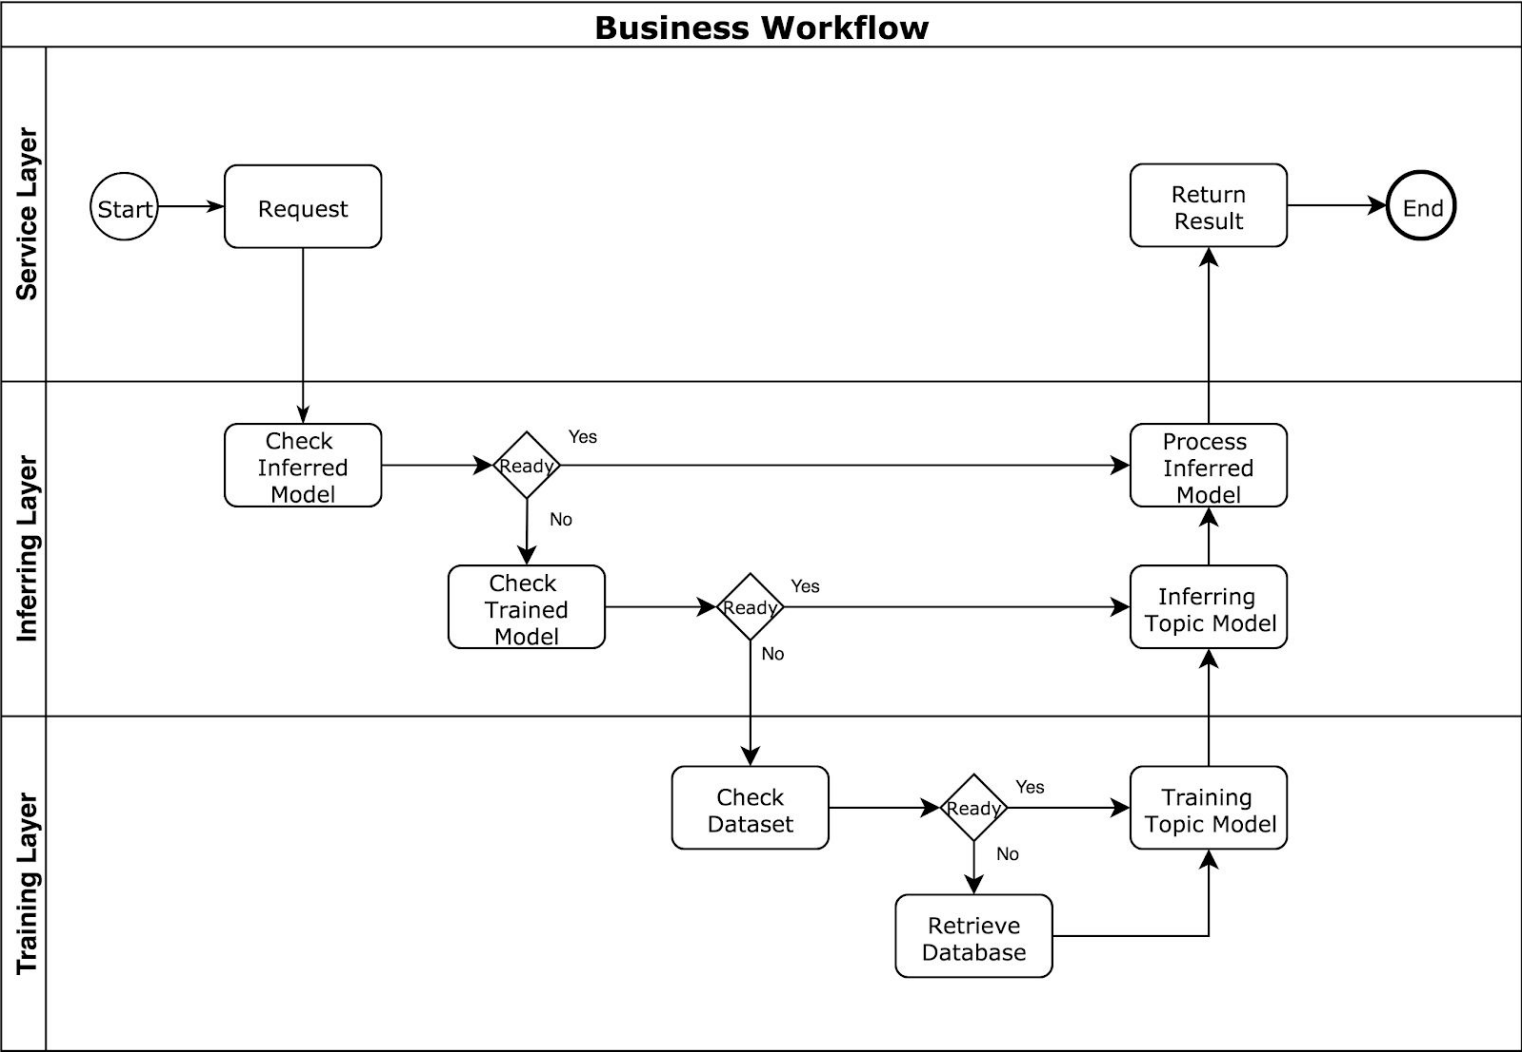 Business Workflow
Service Layer
Start
Request
Return
Result
End
Inferring Layer
Check
Inferred
Model
Ready
Yes
No
Process
Inferred
Model
Check
Trained
Model
Ready
Yes
No
Inferring
Topic Model
Training Layer
Check
Dataset
Ready
Yes
No
Training
Topic Model
Retrieve
Database